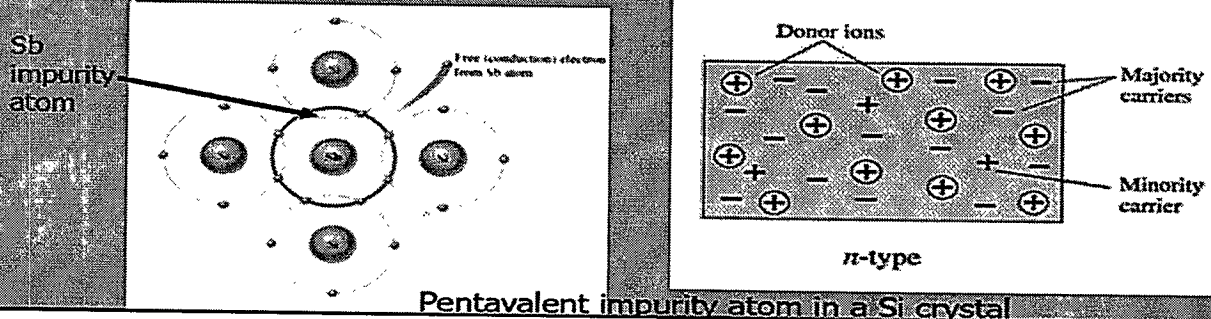 Sb
impurity
atom
Free (conduction) electron
from Sb atom
Donor ions
Majority
carriers
Minority
carrier
n-type
Pentavalent impurity atom in a Si crystal